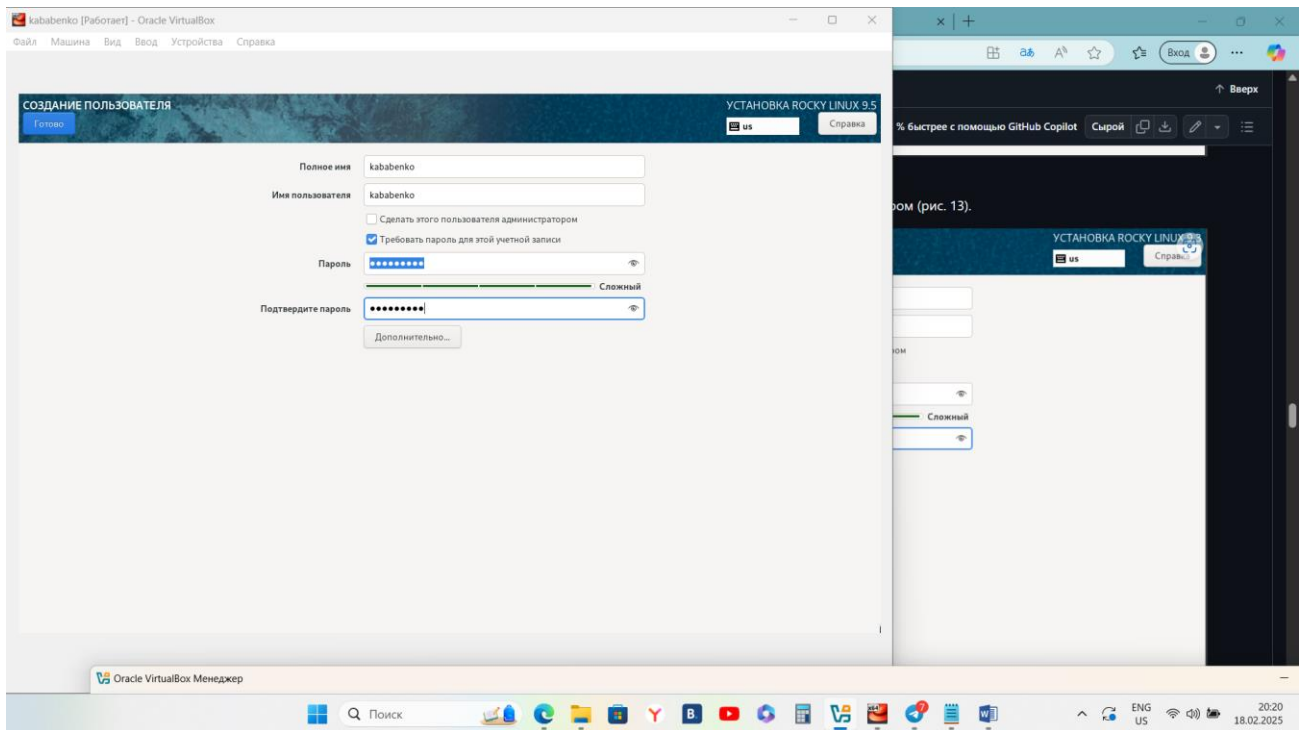 kababenko [Работает] - Oracle VirtualBox
Файл Машина Вид Ввод Устройства Справка
СОЗДАНИЕ ПОЛЬЗОВАТЕЛЯ
Готово
УСТАНОВКА ROCKY LINUX 9.5
us
Справка
Полное имя kababenko
Имя пользователя kababenko
Сделать этого пользователя администратором
Требовать пароль для этой учетной записи
Пароль •••••••••
Сложный
Подтвердите пароль •••••••••
Дополнительно...
Вход
Вверх
% быстрее с помощью GitHub Copilot Сырой
ом (рис. 13).
УСТАНОВКА ROCKY LINUX
us
Сложный
Oracle VirtualBox Менеджер
Поиск
ENG
US
20:20
18.02.2025